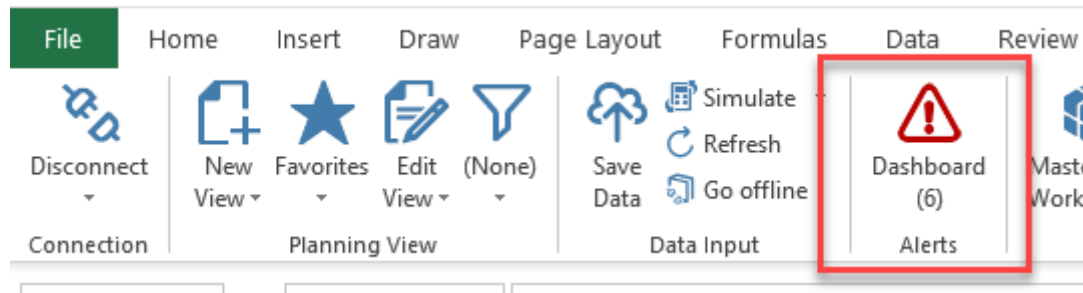 File Home Insert Draw Page Layout Formulas Data Review
Disconnect
New View
Favorites
Edit View
(None)
Save Data
Simulate
Refresh
Go offline
Dashboard (6)
Connection Planning View Data Input Alerts